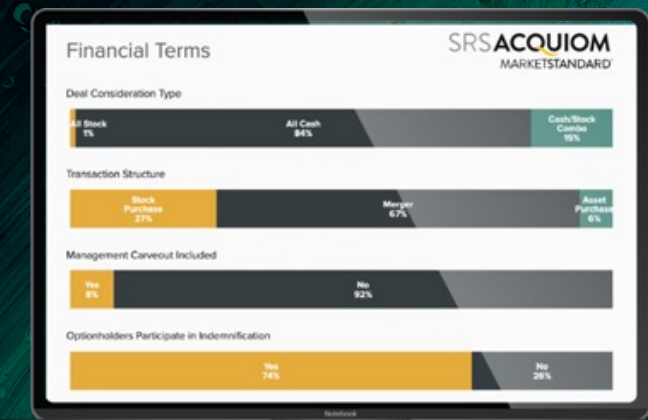 Financial Terms
SRSACQUIOM
MARKETSTANDARD
Deal Consideration Type
All Stock
1%
All Cash
84%
Cash/Stock
Combo
15%
Transaction Structure
Stock
Purchase
27%
Merger
67%
Asset
Purchase
6%
Management Carveout Included
Yes
8%
No
92%
Optionholders Participate in Indemnification
Yes
74%
No
26%
Notebook